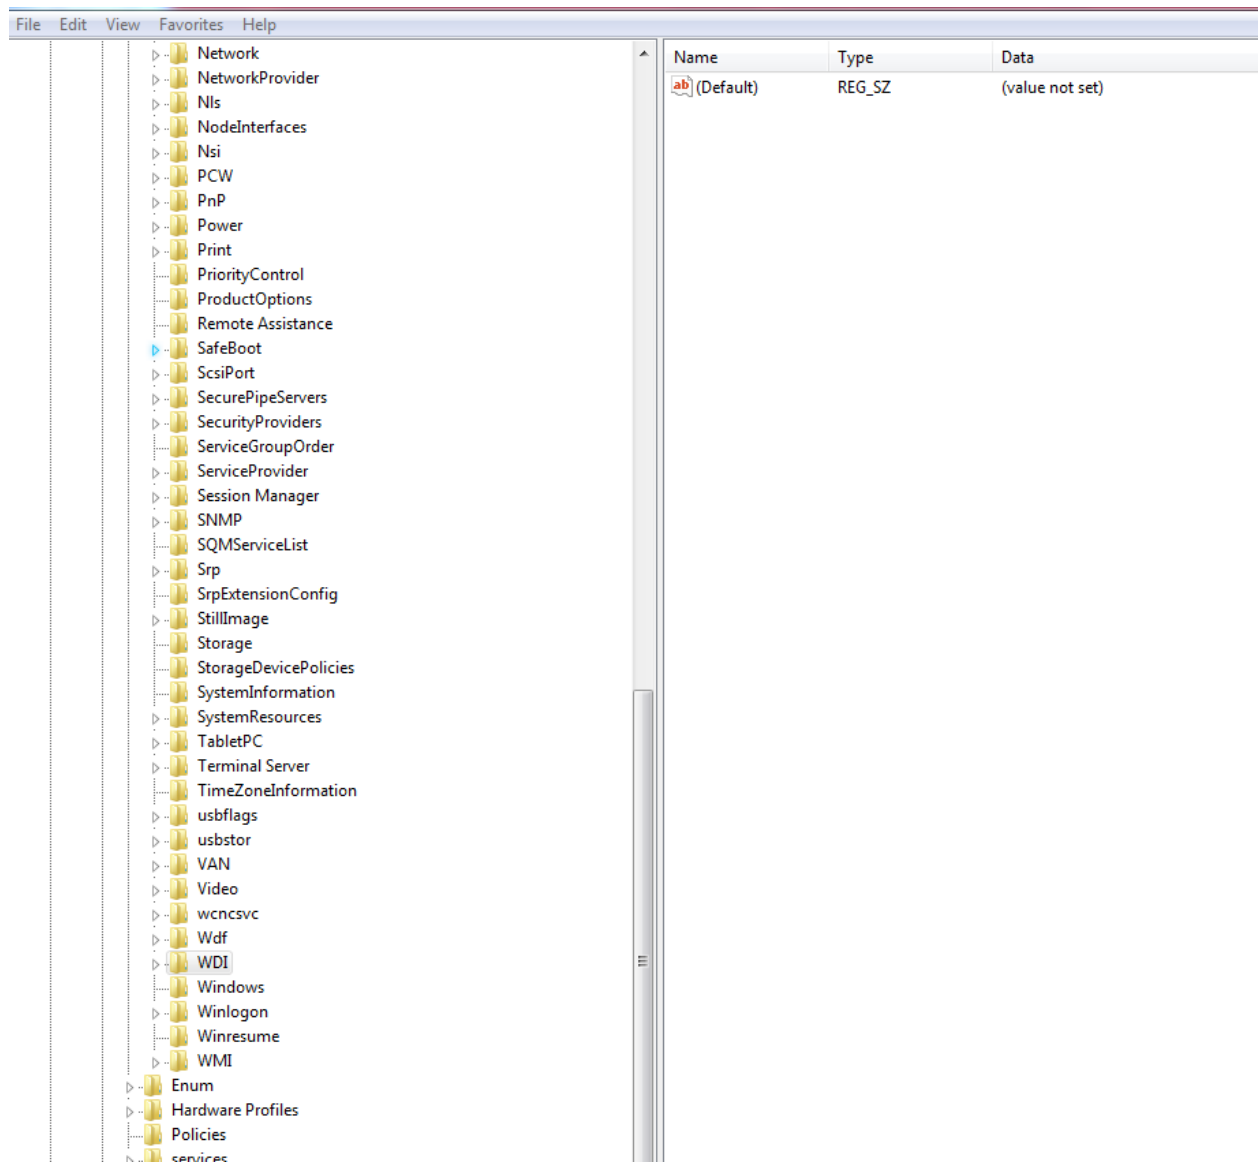 File Edit View Favorites Help
Name Type Data
ab (Default) REG_SZ (value not set)
Network
NetworkProvider
Nls
NodeInterfaces
Nsi
PCW
PnP
Power
Print
PriorityControl
ProductOptions
Remote Assistance
SafeBoot
ScsiPort
SecurePipeServers
SecurityProviders
ServiceGroupOrder
ServiceProvider
Session Manager
SNMP
SQMServiceList
Srp
SrpExtensionConfig
StillImage
Storage
StorageDevicePolicies
SystemInformation
SystemResources
TabletPC
Terminal Server
TimeZoneInformation
usbflags
usbstor
VAN
Video
wcncsvc
Wdf
WDI
Windows
Winlogon
Winresume
WMI
Enum
Hardware Profiles
Policies
services